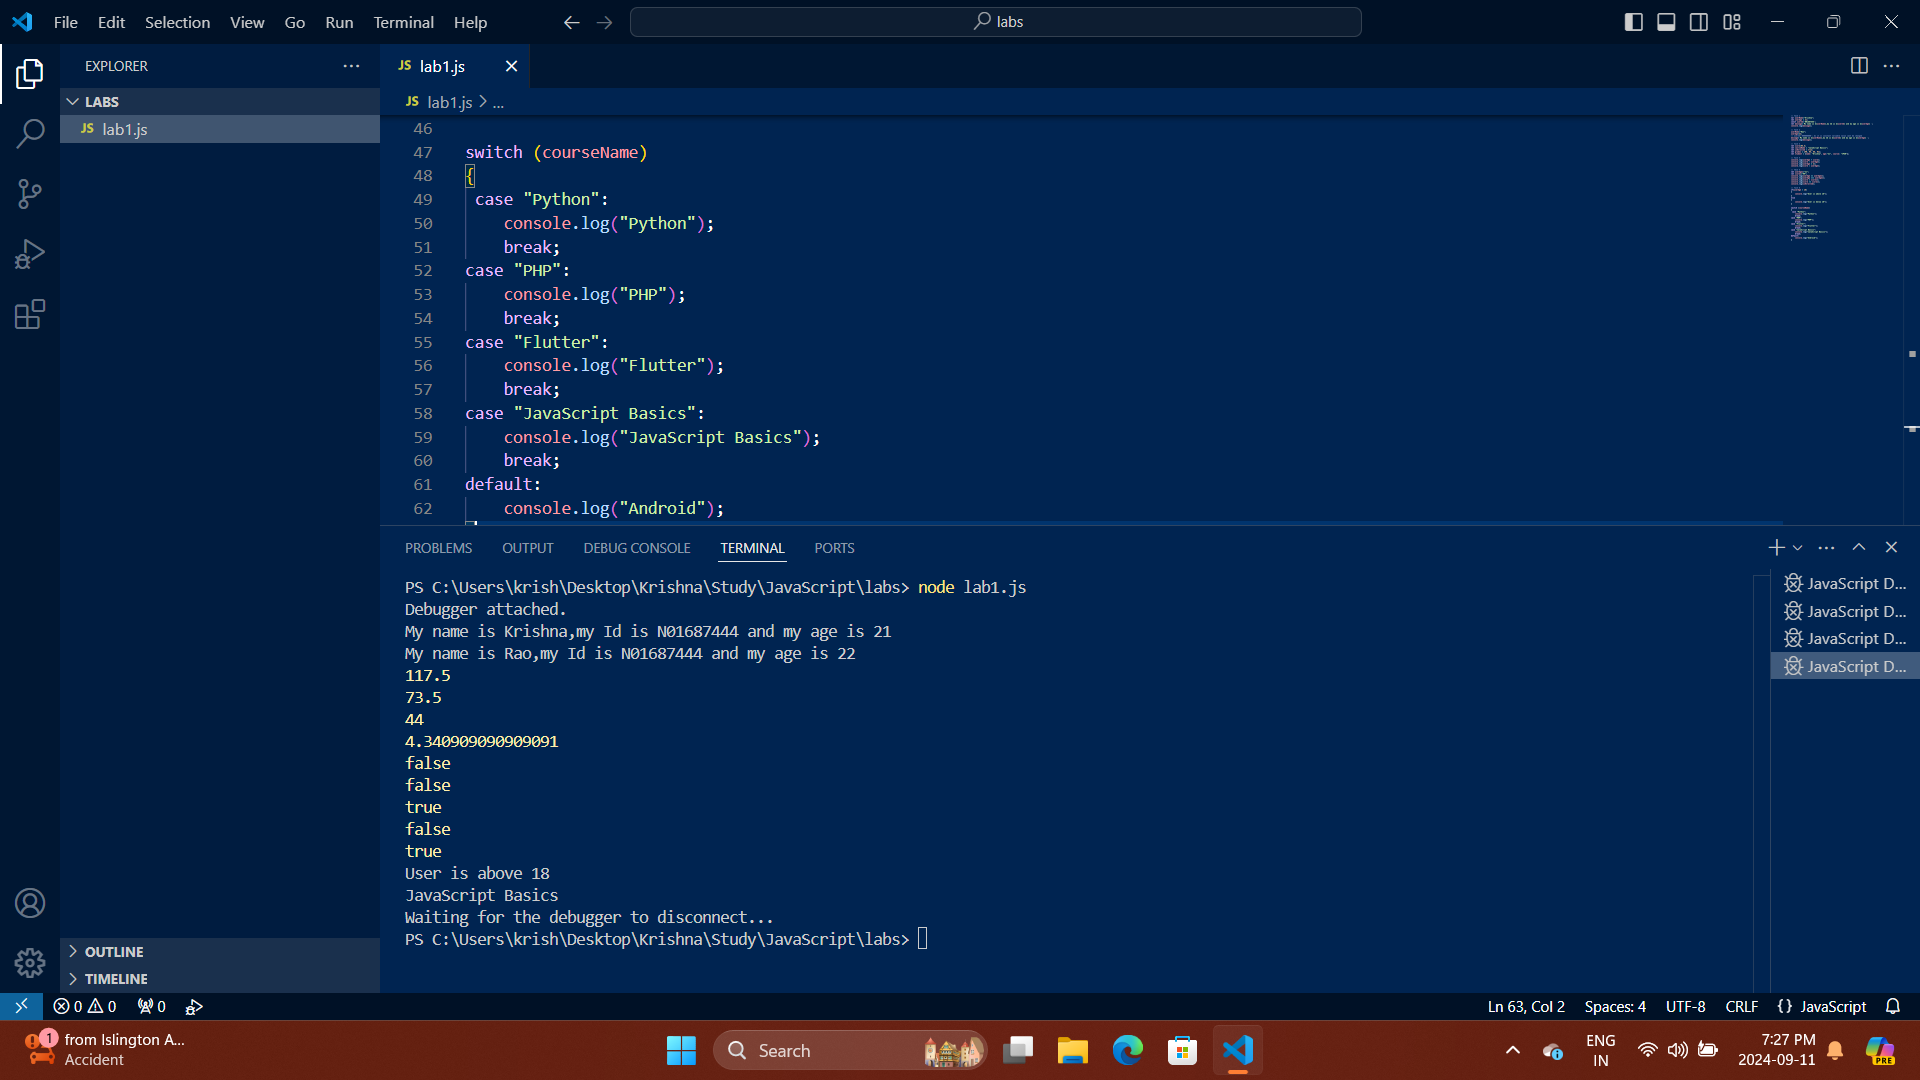 File Edit Selection View Go Run Terminal Help
labs
EXPLORER
LABS
JS lab1.js
OUTLINE
TIMELINE
JS lab1.js
JS lab1.js > ...
46
47 switch (courseName)
48 {
49 case "Python":
50 console.log("Python");
51 break;
52 case "PHP":
53 console.log("PHP");
54 break;
55 case "Flutter":
56 console.log("Flutter");
57 break;
58 case "JavaScript Basics":
59 console.log("JavaScript Basics");
60 break;
61 default:
62 console.log("Android");
PROBLEMS OUTPUT DEBUG CONSOLE TERMINAL PORTS
PS C:\Users\krish\Desktop\Krishna\Study\JavaScript\labs> node lab1.js
Debugger attached.
My name is Krishna,my Id is N01687444 and my age is 21
My name is Rao,my Id is N01687444 and my age is 22
117.5
73.5
44
4.340909090909091
false
false
true
false
true
User is above 18
JavaScript Basics
Waiting for the debugger to disconnect...
PS C:\Users\krish\Desktop\Krishna\Study\JavaScript\labs>
JavaScript D...
JavaScript D...
JavaScript D...
JavaScript D...
0 0 0
Ln 63, Col 2 Spaces: 4 UTF-8 CRLF {} JavaScript
1
from Islington A...
Accident
Search
ENG
IN
7:27 PM
2024-09-11
PRE